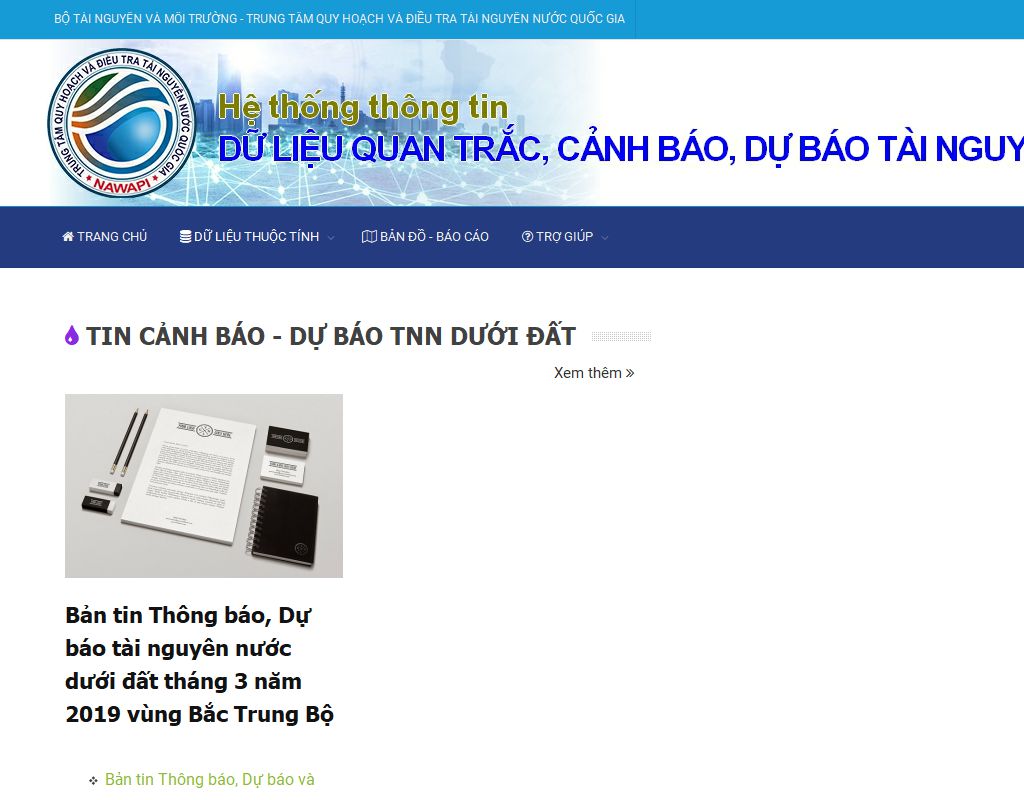 BỘ TÀI NGUYÊN VÀ MÔI TRƯỜNG - TRUNG TÂM QUY HOẠCH VÀ ĐIỀU TRA TÀI NGUYÊN NƯỚC QUỐC GIA
TRUNG TÂM QUY HOẠCH VÀ ĐIỀU TRA TÀI NGUYÊN NƯỚC QUỐC GIA
NAWAPI
Hệ thống thông tin
DỮ LIỆU QUAN TRẮC, CẢNH BÁO, DỰ BÁO TÀI NGUY
TRANG CHỦ
DỮ LIỆU THUỘC TÍNH
BẢN ĐỒ - BÁO CÁO
TRỢ GIÚP
TIN CẢNH BÁO - DỰ BÁO TNN DƯỚI ĐẤT
Xem thêm »
Bản tin Thông báo, Dự
báo tài nguyên nước
dưới đất tháng 3 năm
2019 vùng Bắc Trung Bộ
Bản tin Thông báo, Dự báo và